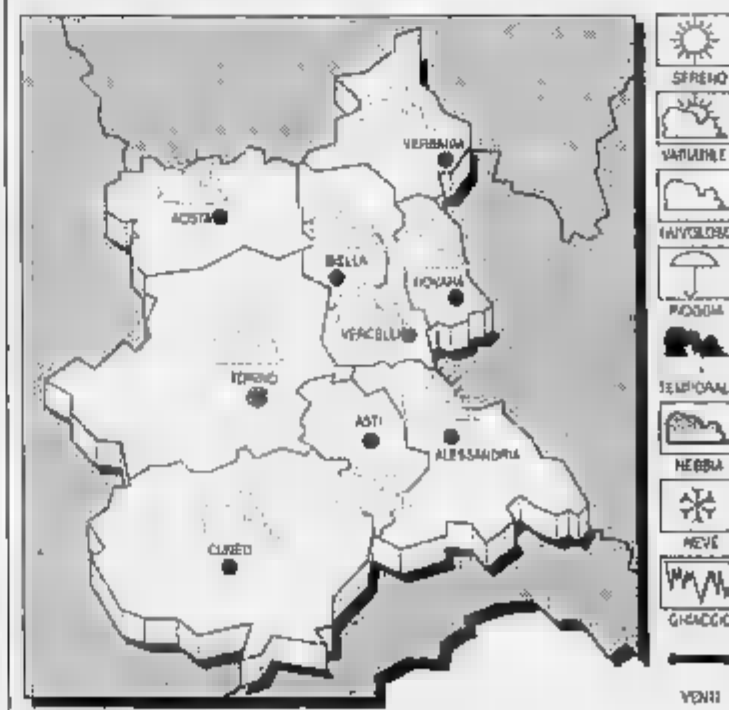 VERBANIA
AOSTA
BIELLA
NOVARA
VERCELLI
TORINO
ASTI
ALESSANDRIA
CUNEO
SERENO
VARIABILE
NUVOLOSO
PIOGGIA
TEMPORALE
NEBBIA
NEVE
GHIACCIO
VENTI